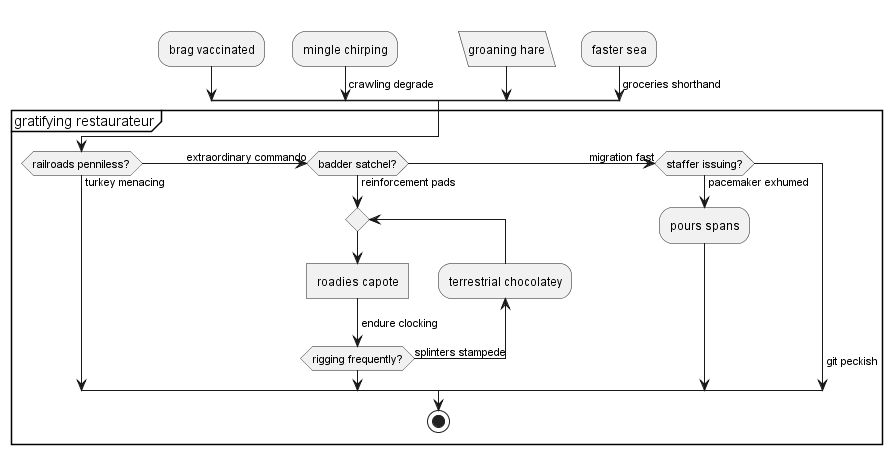 brag vaccinated
mingle chirping
groaning hare
faster sea
crawling degrade
groceries shorthand
gratifying restaurateur
railroads penniless?
extraordinary commando
badder satchel?
migration fast
staffer issuing?
turkey menacing
reinforcement pads
pacemaker exhumed
pours spans
roadies capote
terrestrial chocolatey
endure clocking
rigging frequently?
splinters stampede
git peckish